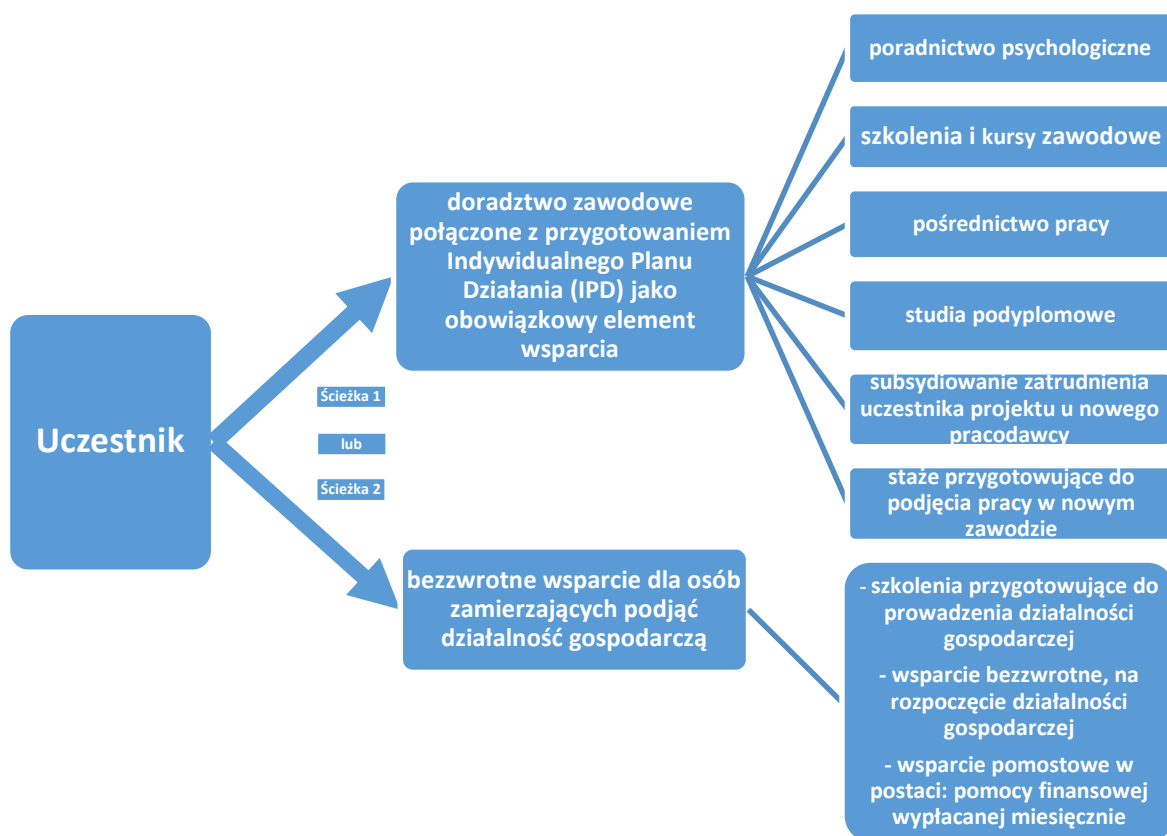 Uczestnik
Ścieżka 1
lub
Ścieżka 2
doradztwo zawodowe
połączone z przygotowaniem
Indywidualnego Planu
Działania (IPD) jako
obowiązkowy element
wsparcia
poradnictwo psychologiczne
szkolenia i kursy zawodowe
pośrednictwo pracy
studia podyplomowe
subsydiowanie zatrudnienia
uczestnika projektu u nowego
pracodawcy
staże przygotowujące do
podjęcia pracy w nowym
zawodzie
bezzwrotne wsparcie dla osób
zamierzających podjąć
działalność gospodarczą
- szkolenia przygotowujące do
prowadzenia działalności
gospodarczej
- wsparcie bezzwrotne, na
rozpoczęcie działalności
gospodarczej
- wsparcie pomostowe w
postaci: pomocy finansowej
wypłacanej miesięcznie